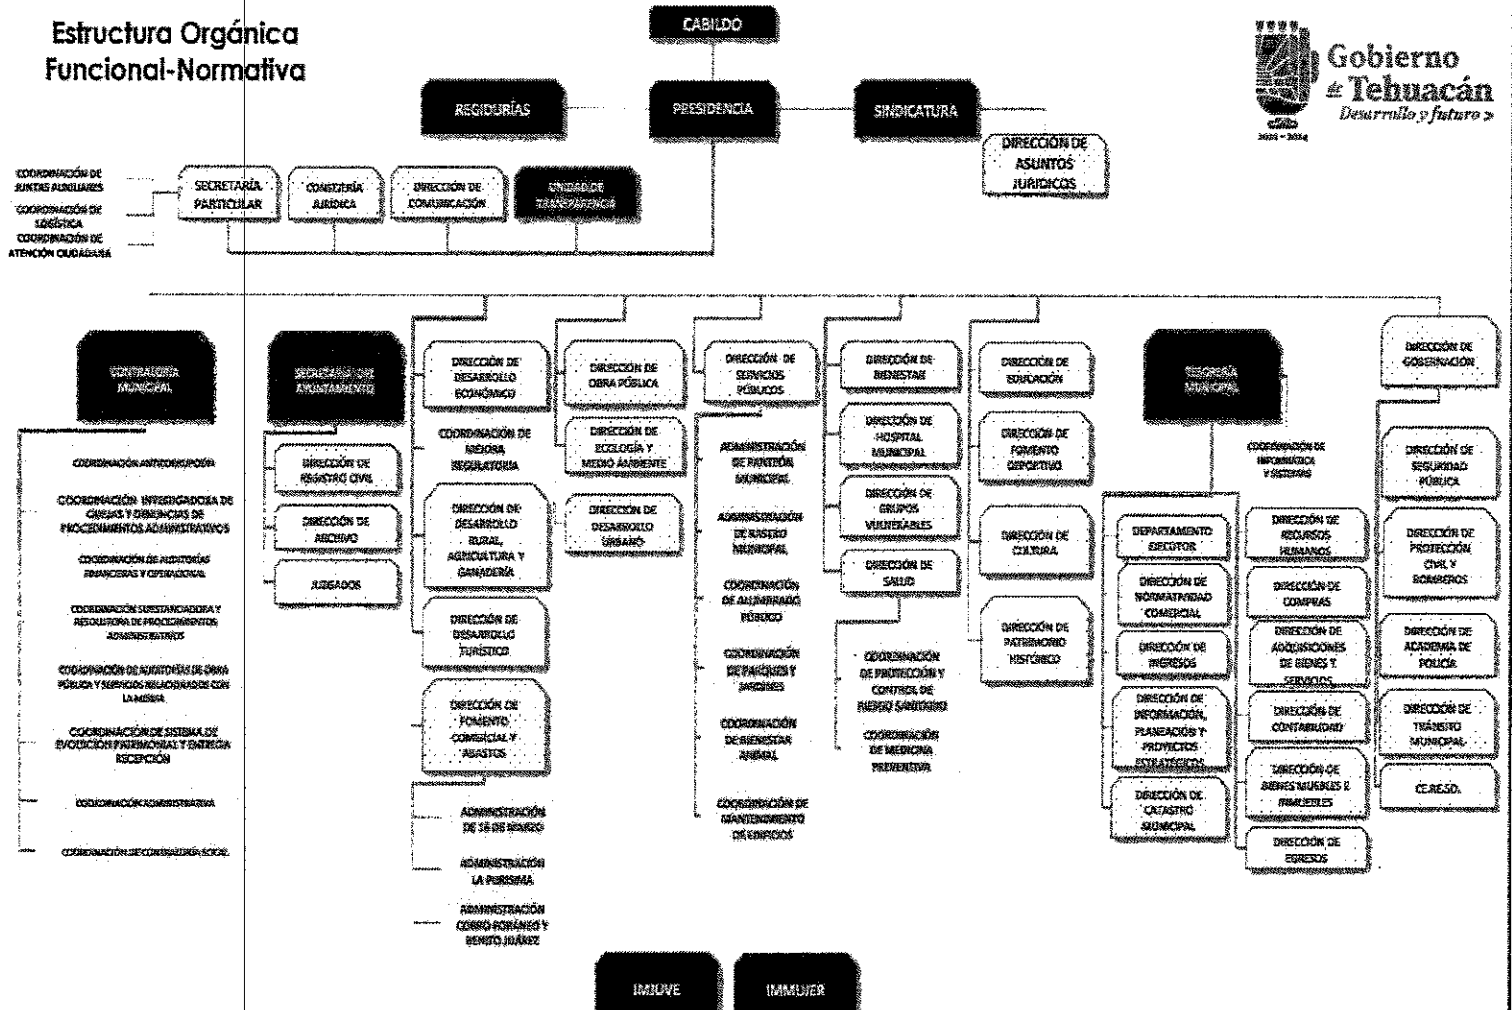 Estructura Orgánica
Funcional-Normativa
CABILDO
Gobierno
de Tehuacán
Desarrollo y futuro >
REGIDURÍAS
PRESIDENCIA
SINDICATURA
DIRECCIÓN DE
ASUNTOS
JURÍDICOS
COORDINACIÓN DE
JUNTAS AUXILIARES
COORDINACIÓN DE
LOGÍSTICA
COORDINACIÓN DE
ATENCIÓN CIUDADANA
SECRETARÍA
PARTICULAR
CONSEJERÍA
JURÍDICA
DIRECCIÓN DE
COMUNICACIÓN
UNIDAD DE
TRANSPARENCIA
CONTRALORÍA
MUNICIPAL
COORDINACIÓN ANTICORRUPCIÓN
COORDINACIÓN INVESTIGADORA DE
QUEJAS Y DENUNCIAS DE
PROCEDIMIENTOS ADMINISTRATIVOS
COORDINACIÓN DE AUDITORÍAS
FINANCIERAS Y OPERACIONAL
COORDINACIÓN SUBSTANCIADORA Y
RESOLUTORA DE PROCEDIMIENTOS
ADMINISTRATIVOS
COORDINACIÓN DE AUDITORÍAS DE OBRA
PÚBLICA Y SERVICIOS RELACIONADOS CON
LA MISMA
COORDINACIÓN DE SISTEMA DE
EVOLUCIÓN PATRIMONIAL Y ENTREGA
RECEPCIÓN
COORDINACIÓN ADMINISTRATIVA
COORDINACIÓN DE CONTRALORÍA SOCIAL
AYUNTAMIENTO
DIRECCIÓN DE
REGISTRO CIVIL
DIRECCIÓN DE
ARCHIVO
JUZGADOS
DIRECCIÓN DE
DESARROLLO
ECONÓMICO
COORDINACIÓN DE
MEJORA
REGULATORIA
DIRECCIÓN DE
DESARROLLO
RURAL,
AGRICULTURA Y
GANADERÍA
DIRECCIÓN DE
DESARROLLO
TURÍSTICO
DIRECCIÓN DE
FOMENTO
COMERCIAL Y
ABASTOS
ADMINISTRACIÓN
DE 16 DE MARZO
ADMINISTRACIÓN
LA PURISIMA
ADMINISTRACIÓN
CORRO FORÁNEO Y
BENITO JUÁREZ
DIRECCIÓN DE
OBRA PÚBLICA
DIRECCIÓN DE
ECOLOGÍA Y
MEDIO AMBIENTE
DIRECCIÓN DE
DESARROLLO
URBANO
DIRECCIÓN DE
SERVICIOS
PÚBLICOS
ADMINISTRACIÓN
DE PANTEÓN
MUNICIPAL
ADMINISTRACIÓN
DE RASTRO
MUNICIPAL
COORDINACIÓN
DE ALUMBRADO
PÚBLICO
COORDINACIÓN
DE PARQUES Y
JARDINES
COORDINACIÓN
DE BIENESTAR
ANIMAL
COORDINACIÓN DE
MANTENIMIENTO
DE EDIFICIOS
DIRECCIÓN DE
BIENESTAR
DIRECCIÓN DE
HOSPITAL
MUNICIPAL
DIRECCIÓN DE
GRUPOS
VULNERABLES
DIRECCIÓN DE
SALUD
COORDINACIÓN
DE PROTECCIÓN Y
CONTROL DE
RIESGO SANITARIO
COORDINACIÓN
DE MEDICINA
PREVENTIVA
DIRECCIÓN DE
EDUCACIÓN
DIRECCIÓN DE
FOMENTO
DEPORTIVO
DIRECCIÓN DE
CULTURA
DIRECCIÓN DE
PATRIMONIO
HISTÓRICO
TESORERÍA
MUNICIPAL
COORDINACIÓN DE
INFORMÁTICA
Y SISTEMAS
DEPARTAMENTO
EJECUTOR
DIRECCIÓN DE
NORMATIVIDAD
COMERCIAL
DIRECCIÓN DE
INGRESOS
DIRECCIÓN DE
INFORMACIÓN,
PLANEACIÓN Y
PROYECTOS
ESTRATÉGICOS
DIRECCIÓN DE
CATASTRO
MUNICIPAL
DIRECCIÓN DE
RECURSOS
HUMANOS
DIRECCIÓN DE
COMPRAS
DIRECCIÓN DE
ADQUISICIONES
DE BIENES Y
SERVICIOS
DIRECCIÓN DE
CONTABILIDAD
DIRECCIÓN DE
BIENES MUEBLES E
INMUEBLES
DIRECCIÓN DE
EGRESOS
DIRECCIÓN DE
GOBERNACIÓN
DIRECCIÓN DE
SEGURIDAD
PÚBLICA
DIRECCIÓN DE
PROTECCIÓN
CIVIL Y
BOMBEROS
DIRECCIÓN DE
ACADEMIA DE
POLICÍA
DIRECCIÓN DE
TRÁNSITO
MUNICIPAL
CE.RE.SO.
IMJUVE
IMMUJER